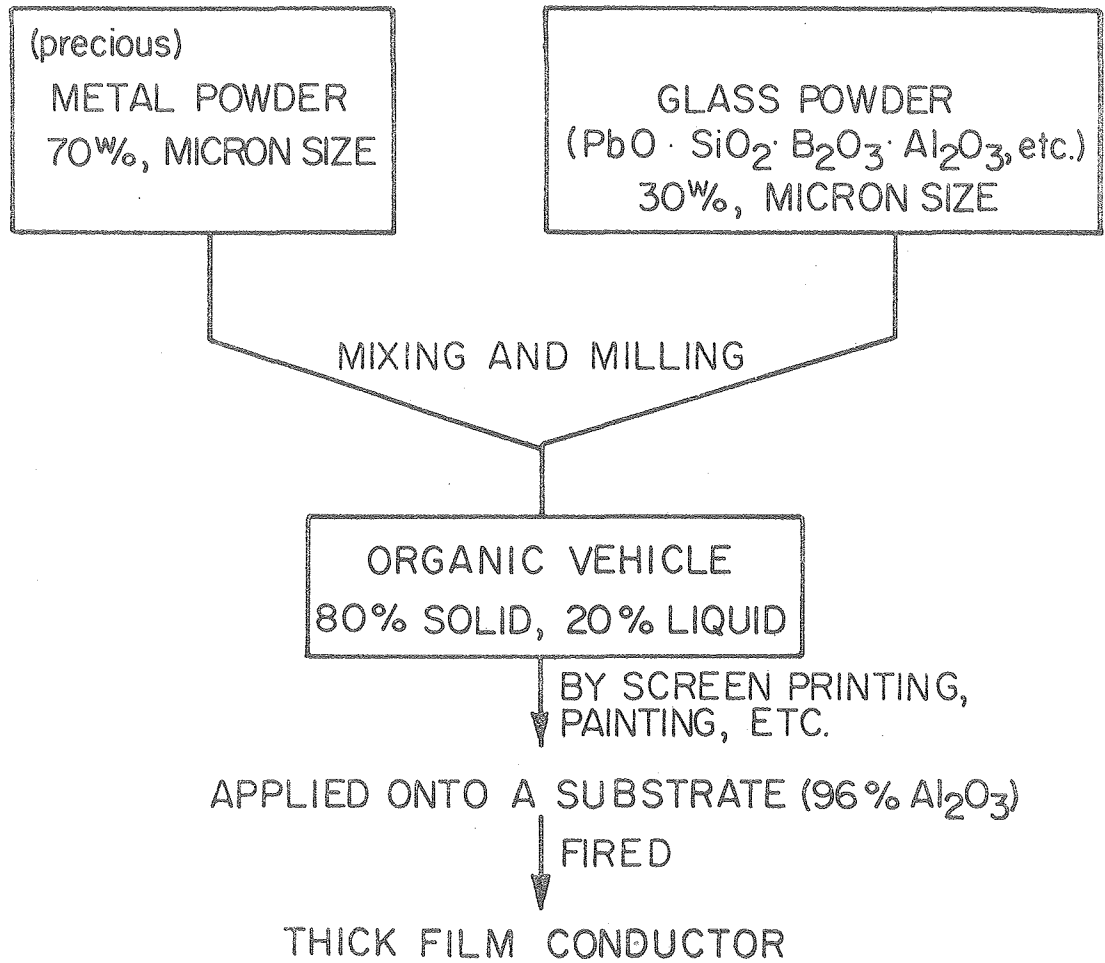 (precious)
METAL POWDER
70W%, MICRON SIZE
GLASS POWDER
(PbO · SiO₂· B₂O₃· Al₂O₃, etc.)
30W%, MICRON SIZE
MIXING AND MILLING
ORGANIC VEHICLE
80% SOLID, 20% LIQUID
BY SCREEN PRINTING,
PAINTING, ETC.
APPLIED ONTO A SUBSTRATE (96% Al₂O₃)
FIRED
THICK FILM CONDUCTOR